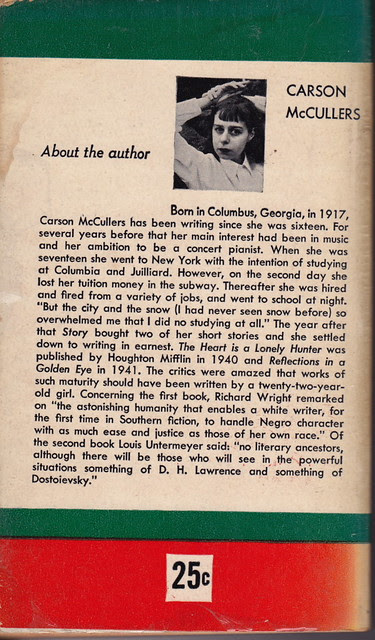 CARSON
McCULLERS
About the author
Born in Columbus, Georgia, in 1917,
Carson McCullers has been writing since she was sixteen. For
several years before that her main interest had been in music
and her ambition to be a concert pianist. When she was
seventeen she went to New York with the intention of studying
at Columbia and Juilliard. However, on the second day she
lost her tuition money in the subway. Thereafter she was hired
and fired from a variety of jobs, and went to school at night.
"But the city and the snow (I had never seen snow before) so
overwhelmed me that I did no studying at all." The year after
that Story bought two of her short stories and she settled
down to writing in earnest. The Heart is a Lonely Hunter was
published by Houghton Mifflin in 1940 and Reflections in a
Golden Eye in 1941. The critics were amazed that works of
such maturity should have been written by a twenty-two-year-
old girl. Concerning the first book, Richard Wright remarked
on "the astonishing humanity that enables a white writer, for
the first time in Southern fiction, to handle Negro character
with as much ease and justice as those of her own race." Of
the second book Louis Untermeyer said: "no literary ancestors,
although there will be those who will see in the powerful
situations something of D. H. Lawrence and something of
Dostoievsky."
25c